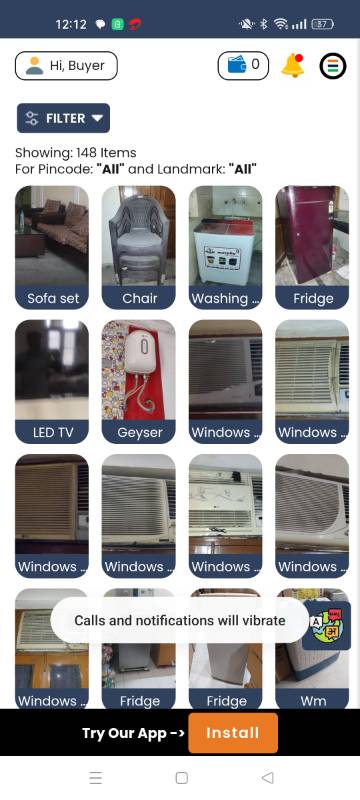 12:12
37
Hi, Buyer
0
FILTER
Showing: 148 Items
For Pincode: "All" and Landmark: "All"
Sofa set
Chair
Washing ...
Fridge
LED TV
Geyser
Windows ...
Windows ...
Windows ...
Windows ...
Windows ...
Windows ...
Calls and notifications will vibrate
A
अ
Windows ...
Fridge
Fridge
Wm
Try Our App -> Install